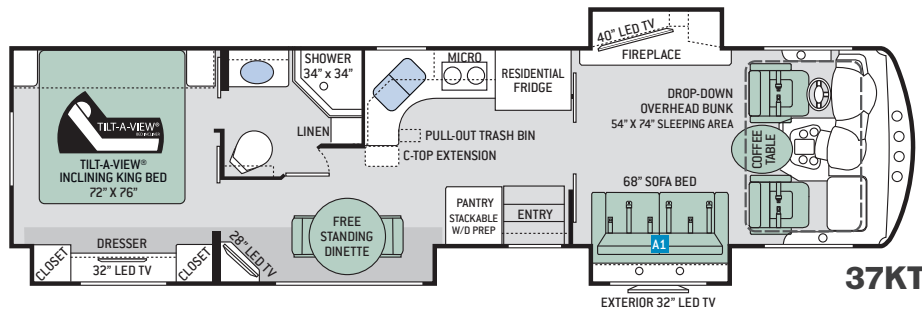 40" LED TV
FIREPLACE
SHOWER
34" x 34"
MICRO
RESIDENTIAL
FRIDGE
DROP-DOWN
OVERHEAD BUNK
54" X 74" SLEEPING AREA
COFFEE
TABLE
TILT-A-VIEW
TILT-A-VIEW®
INCLINING KING BED
72" X 76"
LINEN
PULL-OUT TRASH BIN
C-TOP EXTENSION
68" SOFA BED
A1
PANTRY
STACKABLE
W/D PREP
ENTRY
FREE
STANDING
DINETTE
28" LED TV
CLOSET
DRESSER
32" LED TV
CLOSET
EXTERIOR 32" LED TV
37KT